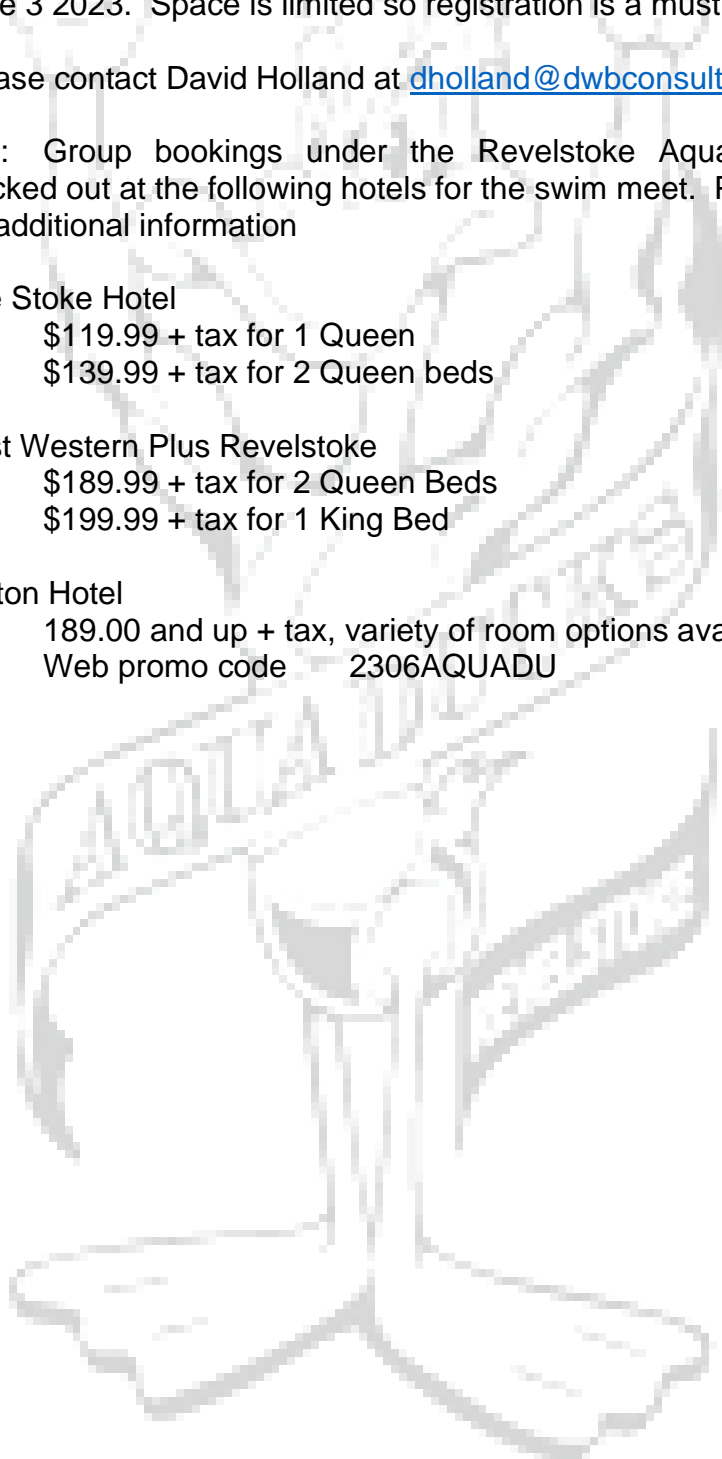 e 3 2023. Space is limited so registration is a must
ase contact David Holland at dholland@dwbconsult
: Group bookings under the Revelstoke Aqua
cked out at the following hotels for the swim meet. P
additional information
e Stoke Hotel
$119.99 + tax for 1 Queen
$139.99 + tax for 2 Queen beds
st Western Plus Revelstoke
$189.99 + tax for 2 Queen Beds
$199.99 + tax for 1 King Bed
ton Hotel
189.00 and up + tax, variety of room options ava
Web promo code 2306AQUADU
AQUA DUCKS